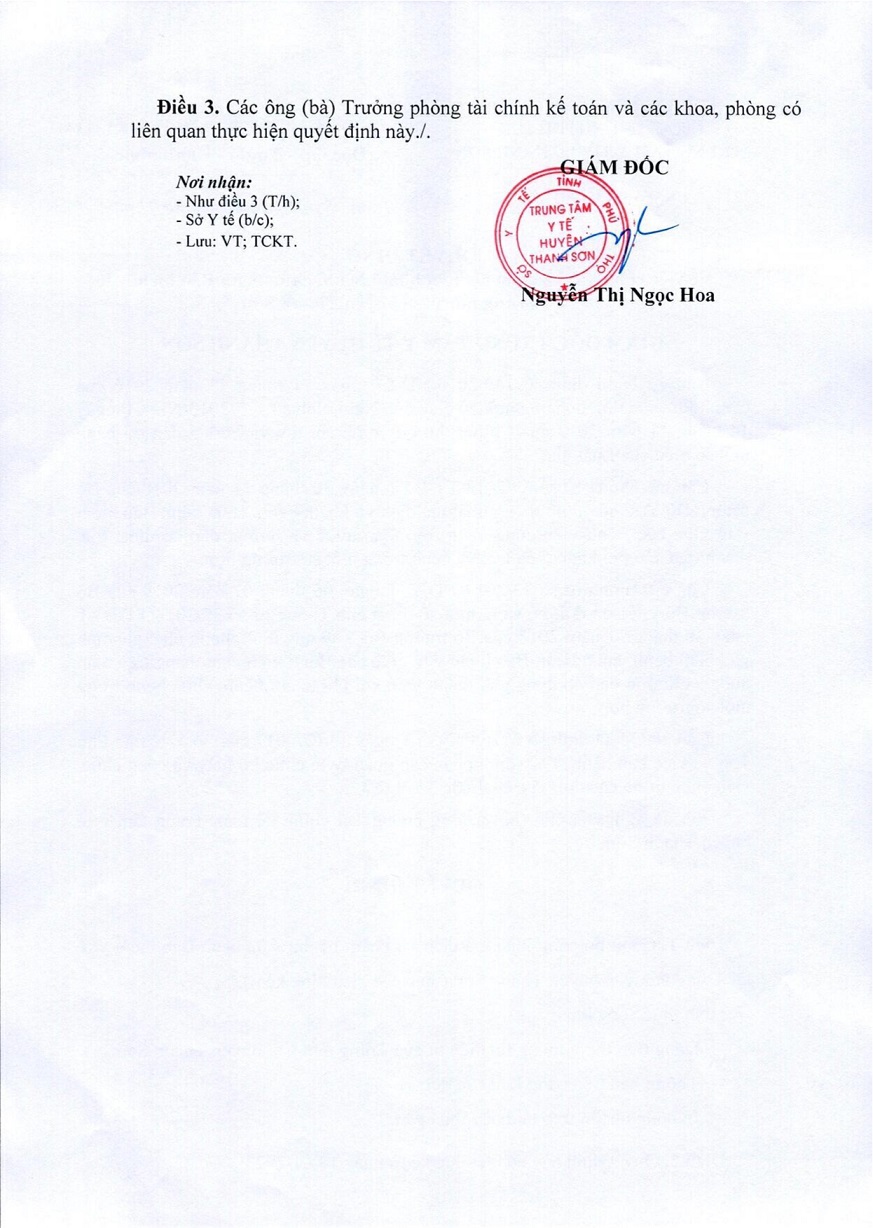 Điều 3. Các ông (bà) Trưởng phòng tài chính kế toán và các khoa, phòng có
liên quan thực hiện quyết định này./.
Nơi nhận:
- Như điều 3 (T/h);
- Sở Y tế (b/c);
- Lưu: VT; TCKT.
GIÁM ĐỐC
SỞ Y TẾ TỈNH PHÚ THỌ
TRUNG TÂM
Y TẾ
HUYỆN
THANH SƠN
Nguyễn Thị Ngọc Hoa